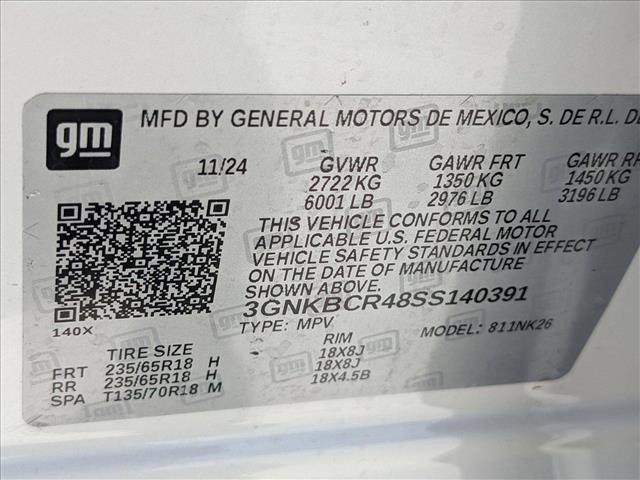 gm
MFD BY GENERAL MOTORS DE MEXICO, S. DE R.L. DE
11/24 GVWR GAWR FRT GAWR RR
2722 KG 1350 KG 1450 KG
6001 LB 2976 LB 3196 LB
THIS VEHICLE CONFORMS TO ALL
APPLICABLE U.S. FEDERAL MOTOR
VEHICLE SAFETY STANDARDS IN EFFECT
ON THE DATE OF MANUFACTURE
SHOWN ABOVE.
3GNKBCR48SS140391
140X
TYPE: MPV MODEL: 811NK26
TIRE SIZE RIM
FRT 235/65R18 H 18X8J
RR 235/65R18 H 18X8J
SPA T135/70R18 M 18X4.5B